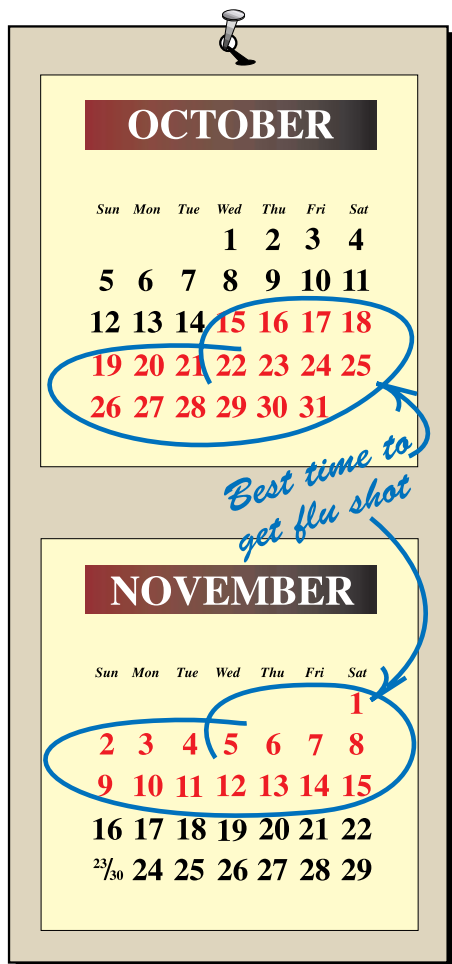 OCTOBER
Sun Mon Tue Wed Thu Fri Sat
1 2 3 4
5 6 7 8 9 10 11
12 13 14 15 16 17 18
19 20 21 22 23 24 25
26 27 28 29 30 31
Best time to
get flu shot
NOVEMBER
Sun Mon Tue Wed Thu Fri Sat
1
2 3 4 5 6 7 8
9 10 11 12 13 14 15
16 17 18 19 20 21 22
23/30 24 25 26 27 28 29